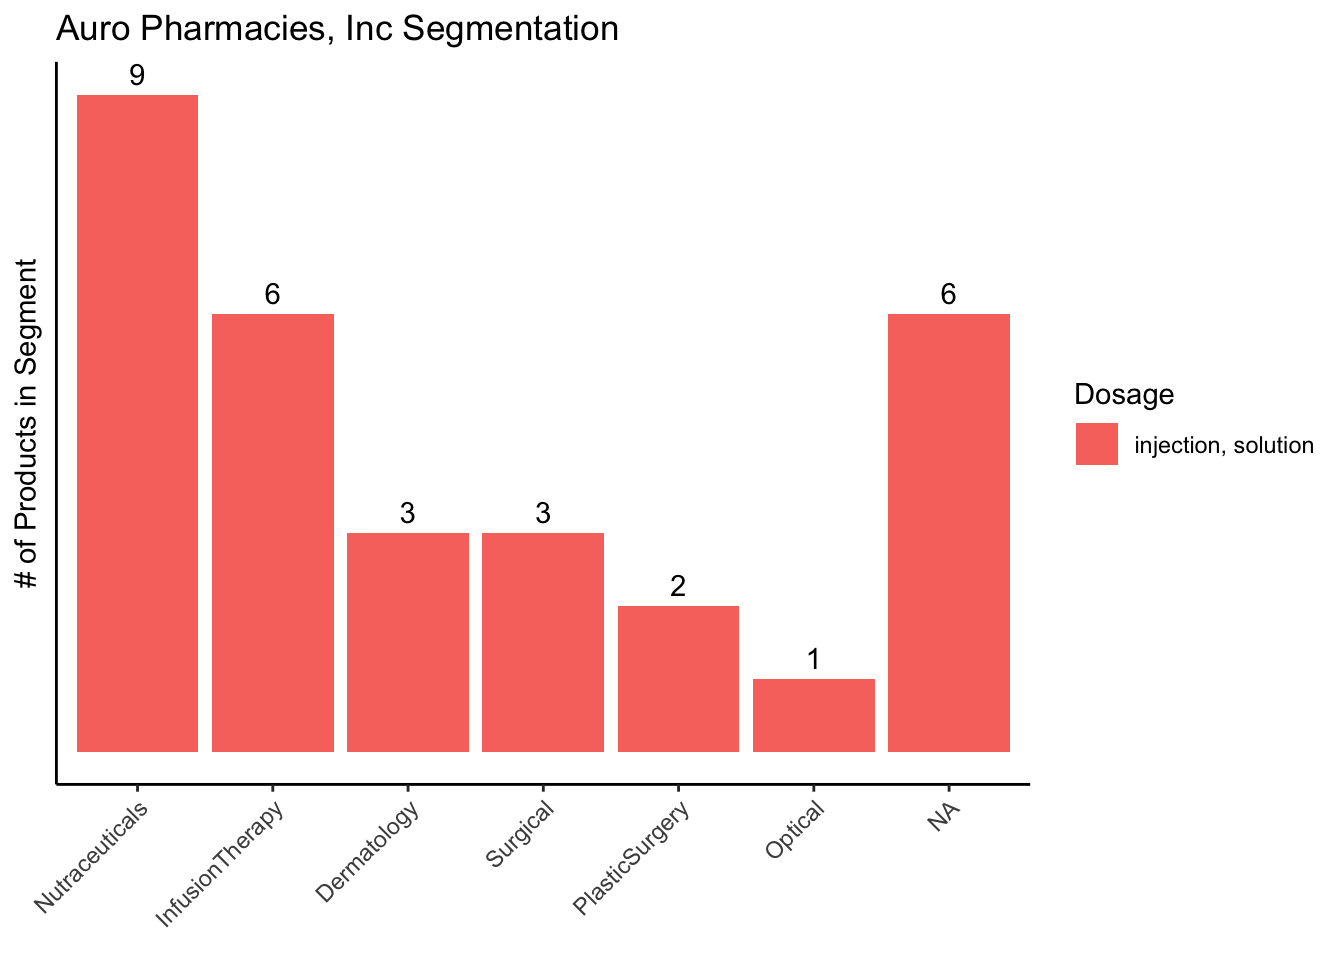 Auro Pharmacies, Inc Segmentation
9
6
3
3
2
1
6
# of Products in Segment
Nutraceuticals
InfusionTherapy
Dermatology
Surgical
PlasticSurgery
Optical
NA
Dosage
injection, solution